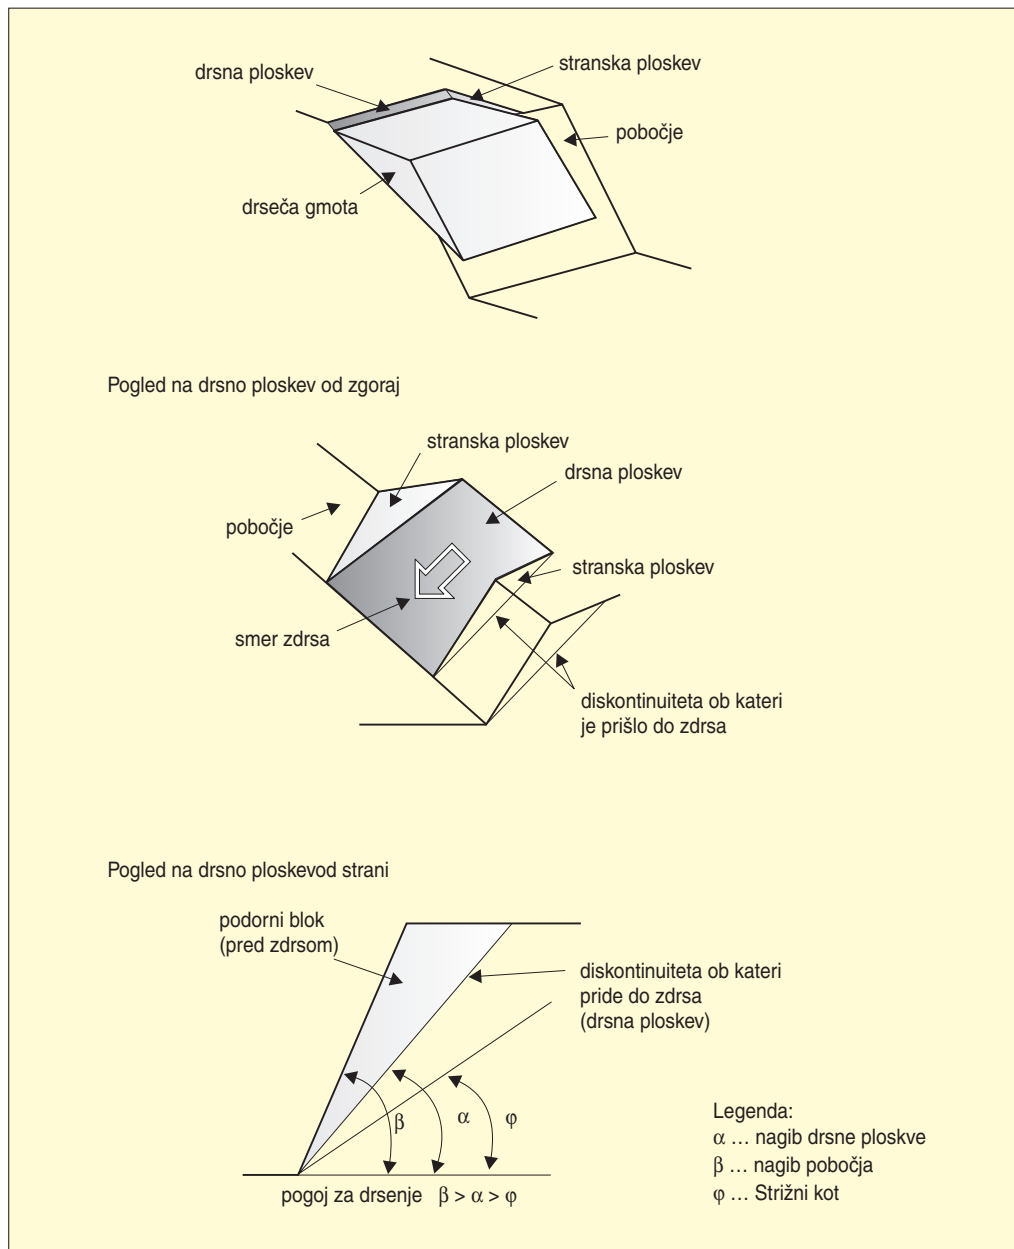 drsna ploskev
stranska ploskev
pobočje
drseča gmota
Pogled na drsno ploskev od zgoraj
stranska ploskev
drsna ploskev
pobočje
stranska ploskev
smer zdrsa
diskontinuiteta ob kateri
je prišlo do zdrsa
Pogled na drsno ploskevod strani
podorni blok
(pred zdrsom)
diskontinuiteta ob kateri
pride do zdrsa
(drsna ploskev)
β α φ
pogoj za drsenje β > α > φ
Legenda:
α … nagib drsne ploskve
β … nagib pobočja
φ … Strižni kot